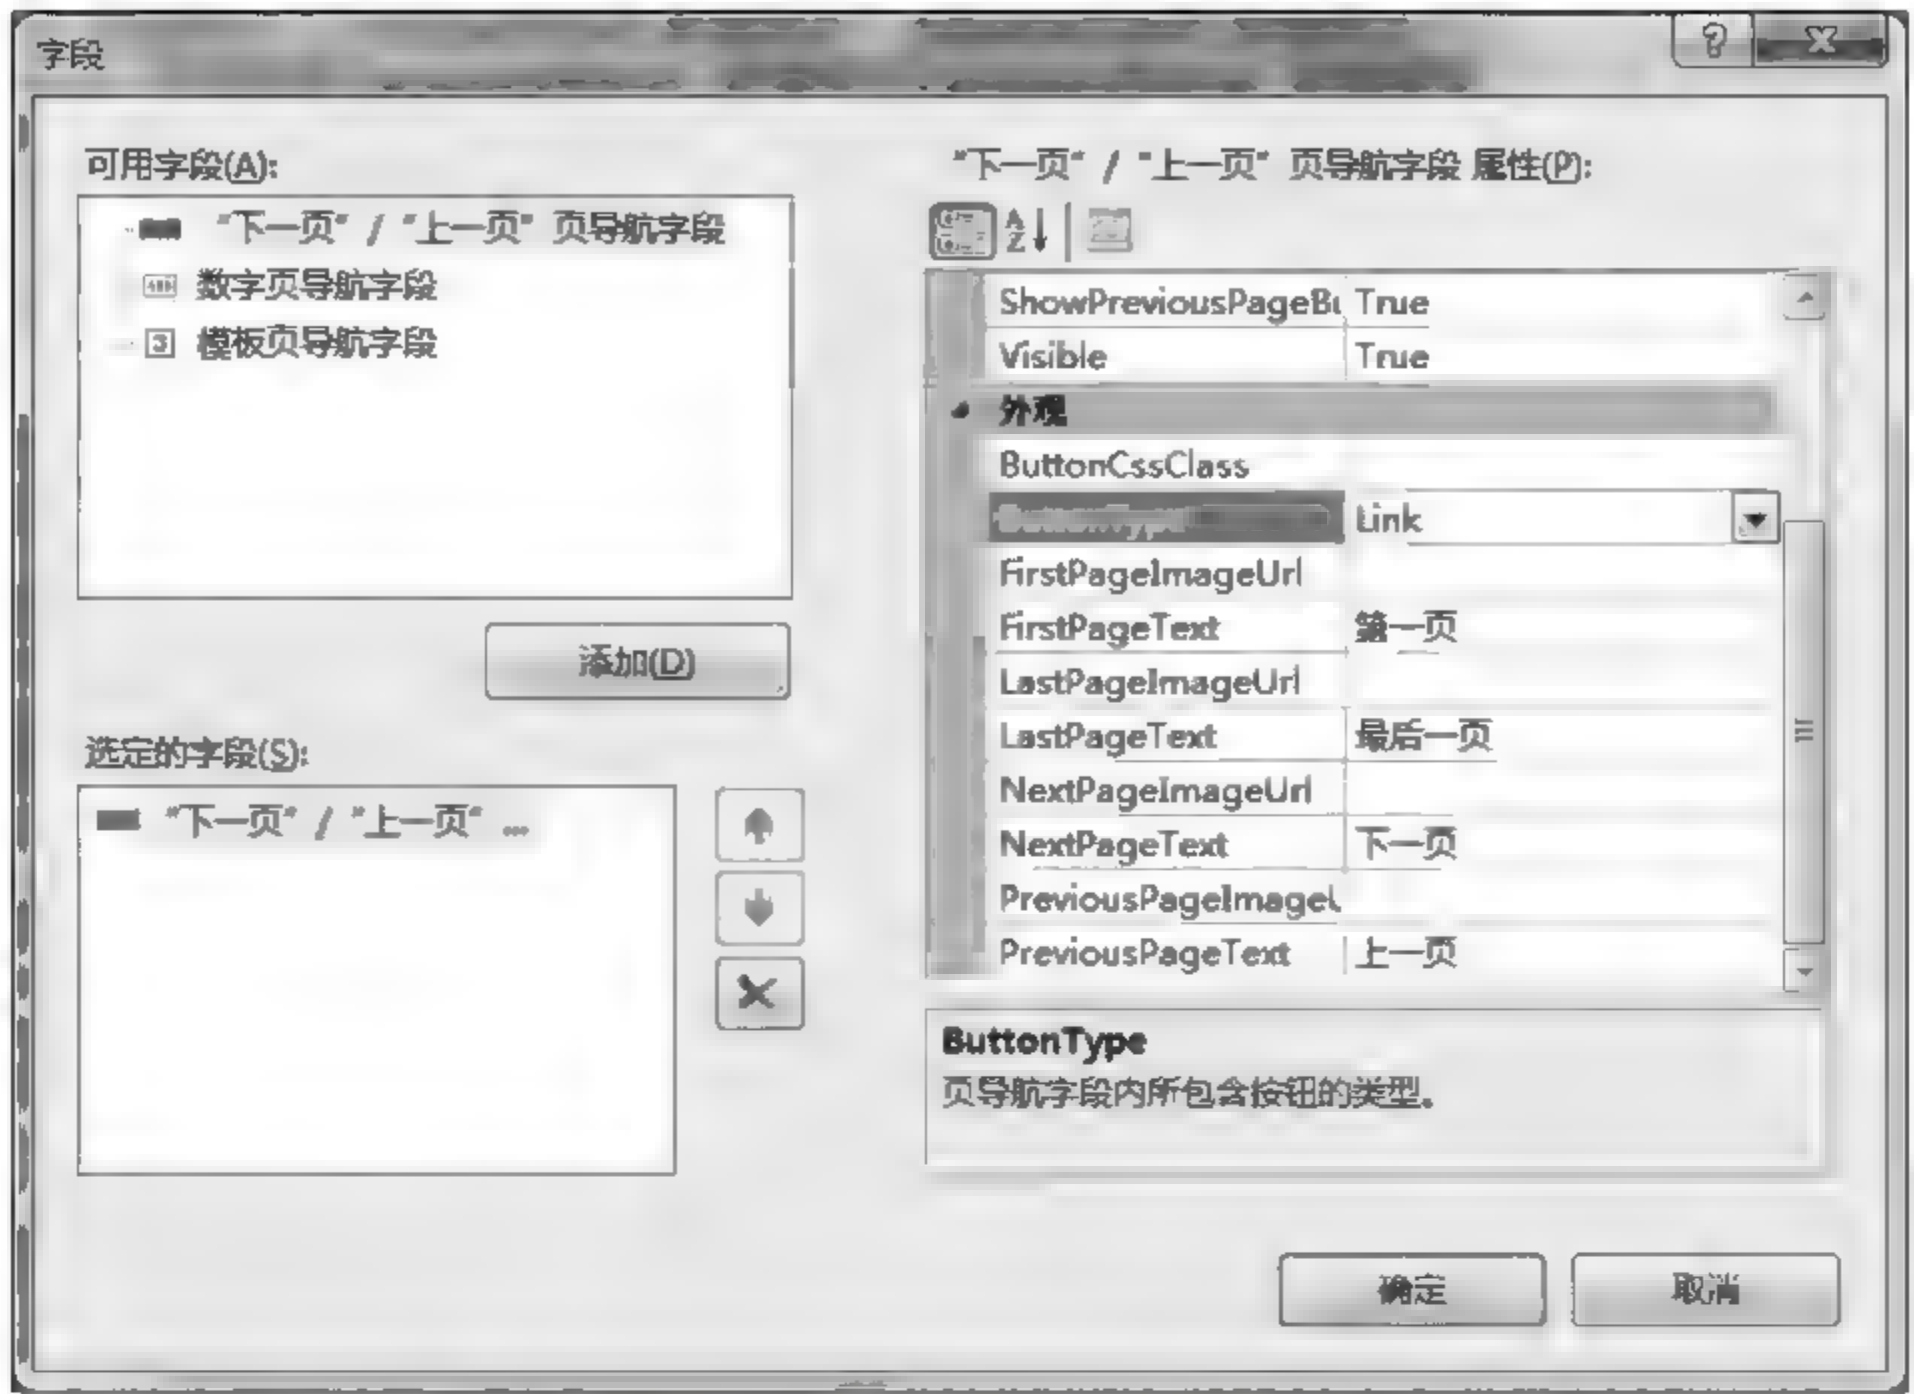 字段
可用字段(A):
"下一页" / "上一页" 页导航字段
数字页导航字段
模板页导航字段
添加(D)
选定的字段(S):
"下一页" / "上一页" ...
"下一页" / "上一页" 页导航字段 属性(P):
ShowPreviousPageBu True
Visible True
外观
ButtonCssClass
ButtonType Link
FirstPageImageUrl
FirstPageText 第一页
LastPageImageUrl
LastPageText 最后一页
NextPageImageUrl
NextPageText 下一页
PreviousPageImageU
PreviousPageText 上一页
ButtonType
页导航字段内所包含按钮的类型。
确定 取消